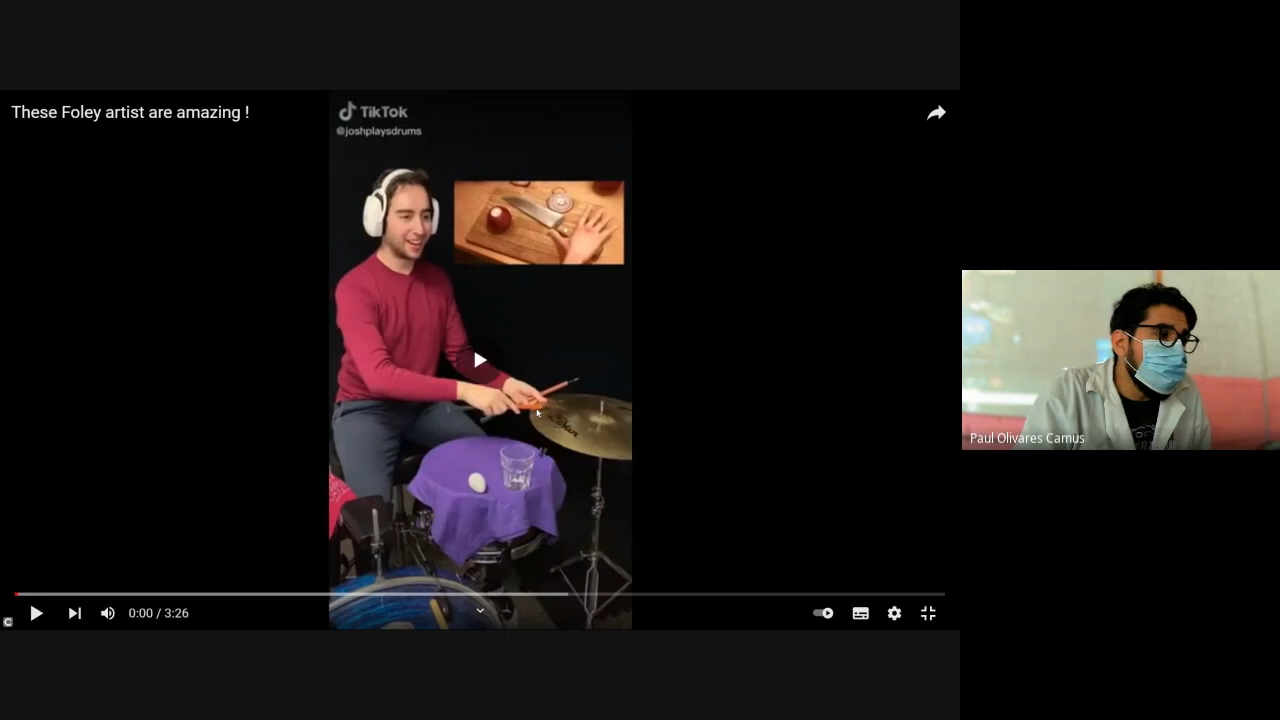 These Foley artist are amazing !
TikTok
@joshplaysdrums
0:00 / 3:26
Paul Olivares Camus
C